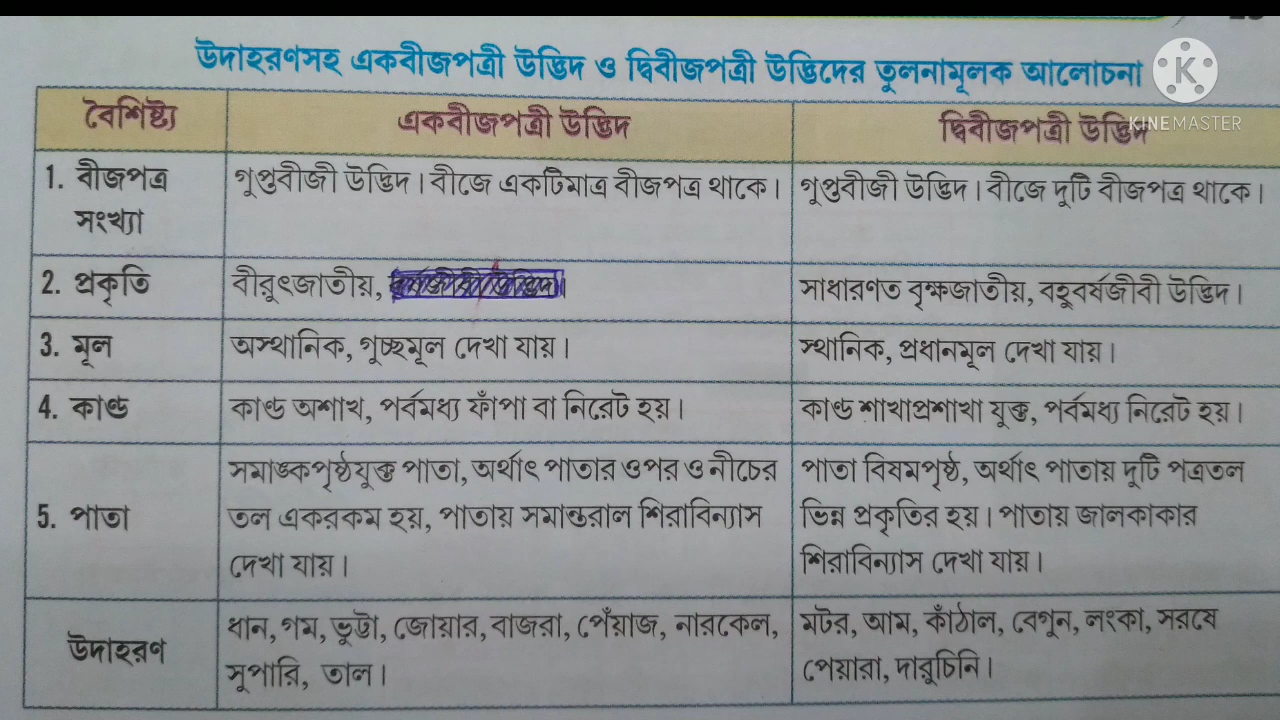 উদাহরণসহ একবীজপত্রী উদ্ভিদ ও দ্বিবীজপত্রী উদ্ভিদের তুলনামূলক আলোচনা
KINEMASTER
বৈশিষ্ট্য একবীজপত্রী উদ্ভিদ দ্বিবীজপত্রী উদ্ভিদ
1. বীজপত্র সংখ্যা
গুপ্তবীজী উদ্ভিদ। বীজে একটিমাত্র বীজপত্র থাকে।
গুপ্তবীজী উদ্ভিদ। বীজে দুটি বীজপত্র থাকে।
2. প্রকৃতি
বীরুৎজাতীয়,
সাধারণত বৃক্ষজাতীয়, বহুবর্ষজীবী উদ্ভিদ।
3. মূল
অস্থানিক, গুচ্ছমূল দেখা যায়।
স্থানিক, প্রধানমূল দেখা যায়।
4. কাণ্ড
কাণ্ড অশাখ, পর্বমধ্য ফাঁপা বা নিরেট হয়।
কাণ্ড শাখাপ্রশাখা যুক্ত, পর্বমধ্য নিরেট হয়।
5. পাতা
সমাঙ্কপৃষ্ঠযুক্ত পাতা, অর্থাৎ পাতার ওপর ও নীচের
তল একরকম হয়, পাতায় সমান্তরাল শিরাবিন্যাস
দেখা যায়।
পাতা বিষমপৃষ্ঠ, অর্থাৎ পাতায় দুটি পত্রতল
ভিন্ন প্রকৃতির হয়। পাতায় জালকাকার
শিরাবিন্যাস দেখা যায়।
উদাহরণ
ধান, গম, ভুট্টা, জোয়ার, বাজরা, পেঁয়াজ, নারকেল,
সুপারি, তাল।
মটর, আম, কাঁঠাল, বেগুন, লংকা, সরষে
পেয়ারা, দারুচিনি।